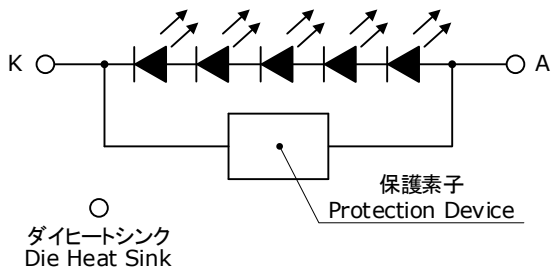 K
A
保護素子
Protection Device
ダイヒートシンク
Die Heat Sink